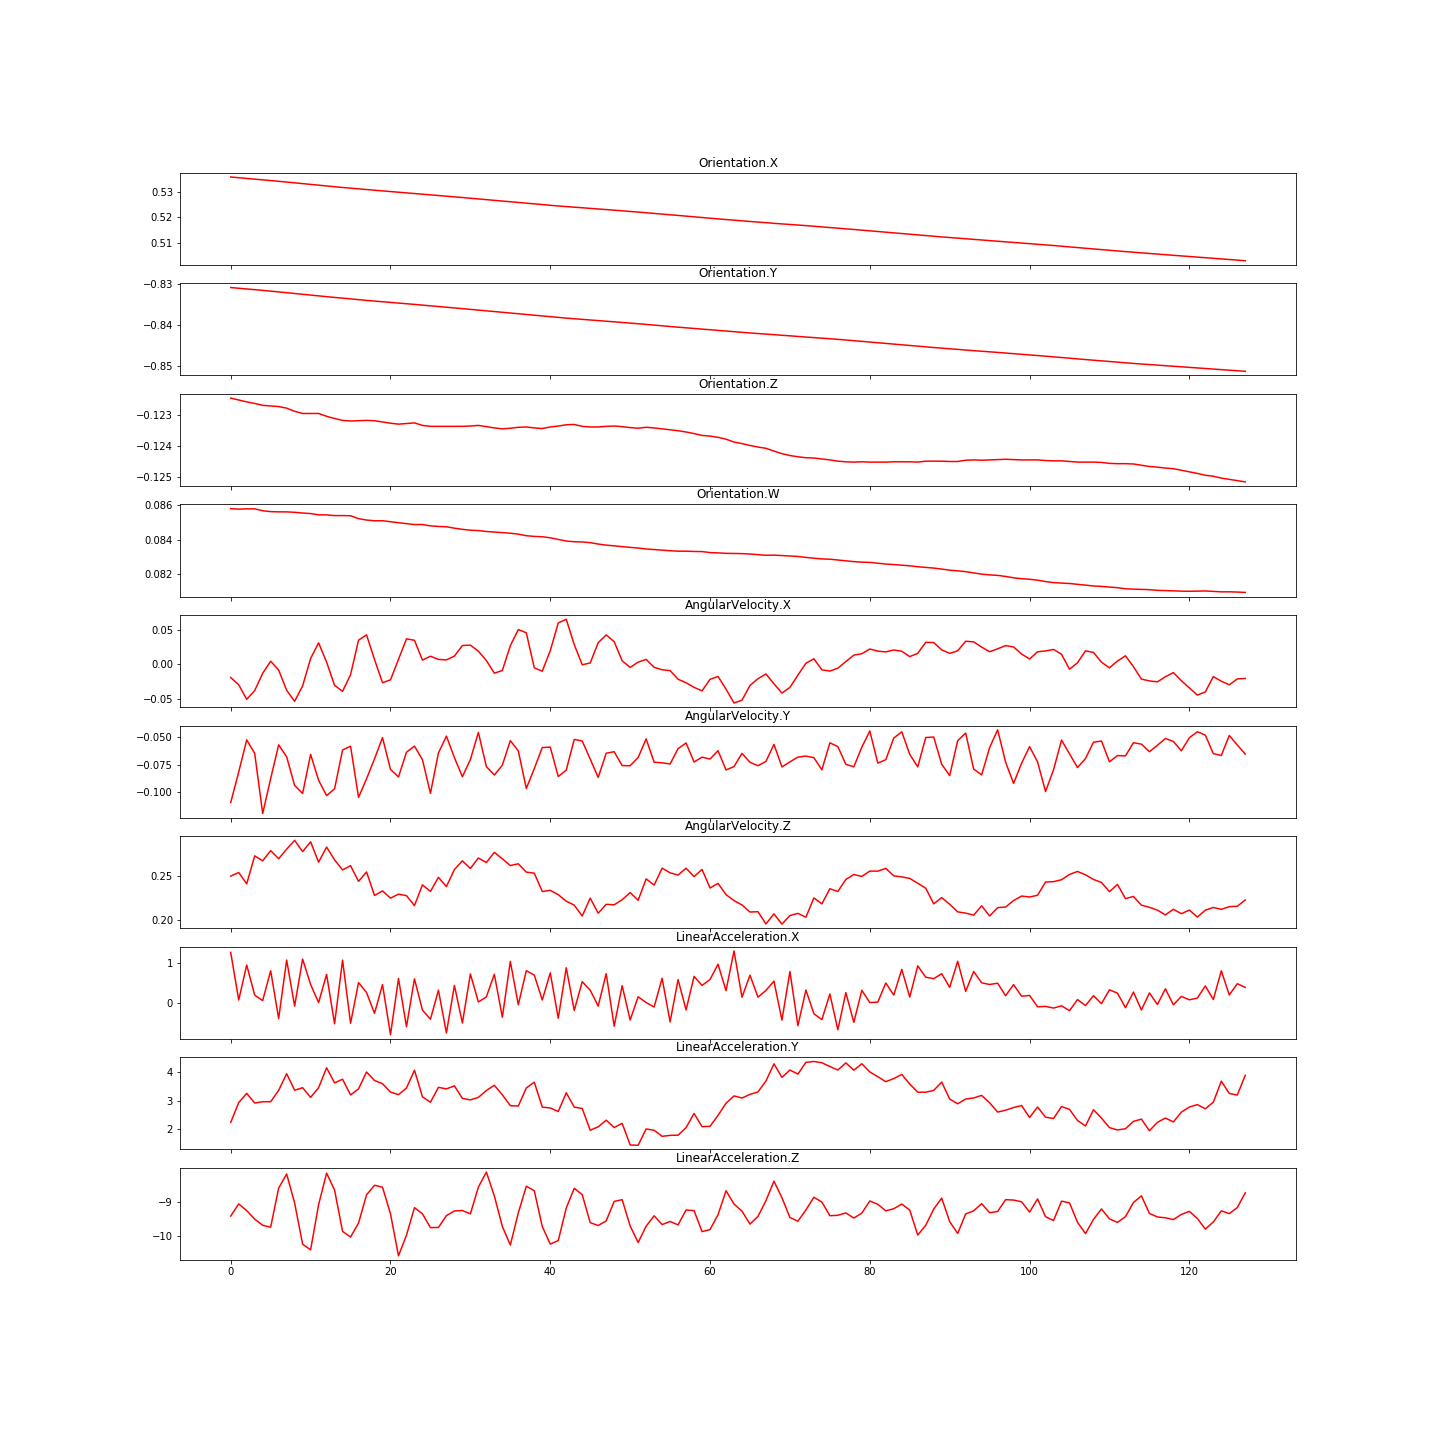 Orientation.X
0.53
0.52
0.51
Orientation.Y
−0.83
−0.84
−0.85
Orientation.Z
−0.123
−0.124
−0.125
Orientation.W
0.086
0.084
0.082
AngularVelocity.X
0.05
0.00
−0.05
AngularVelocity.Y
−0.050
−0.075
−0.100
AngularVelocity.Z
0.25
0.20
LinearAcceleration.X
1
0
LinearAcceleration.Y
4
3
2
LinearAcceleration.Z
−9
−10
0 20 40 60 80 100 120